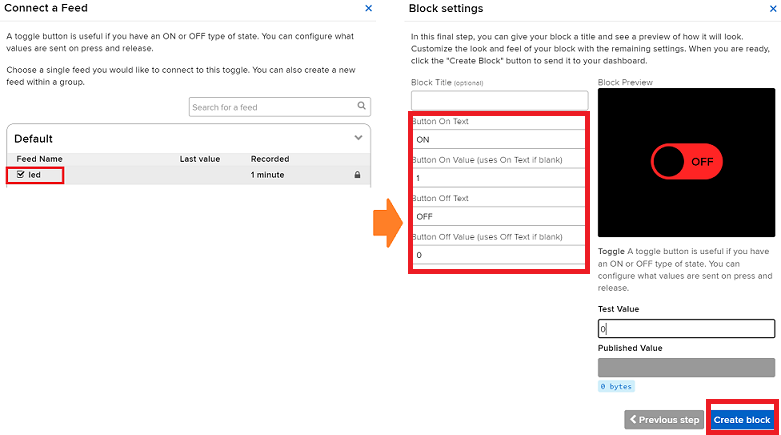 Connect a Feed
A toggle button is useful if you have an ON or OFF type of state. You can configure what
values are sent on press and release.
Choose a single feed you would like to connect to this toggle. You can also create a new
feed within a group.
Search for a feed
Default
Feed Name Last value Recorded
led 1 minute
Block settings
In this final step, you can give your block a title and see a preview of how it will look.
Customize the look and feel of your block with the remaining settings. When you are ready,
click the "Create Block" button to send it to your dashboard.
Block Title (optional)
Button On Text
ON
Button On Value (uses On Text if blank)
1
Button Off Text
OFF
Button Off Value (uses Off Text if blank)
0
Block Preview
OFF
Toggle A toggle button is useful if you have
an ON or OFF type of state. You can
configure what values are sent on press and
release.
Test Value
0
Published Value
0 bytes
Previous step
Create block